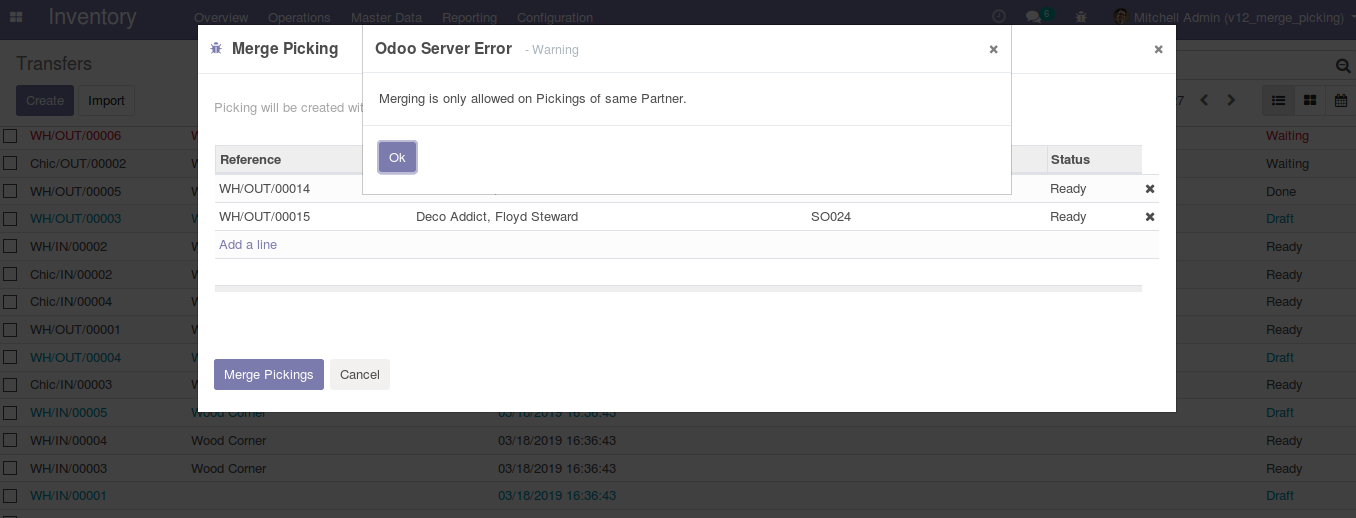 Inventory Overview Operations Master Data Reporting Configuration 6 Mitchell Admin (v12_merge_picking)
Transfers
Create Import
Merge Picking
Odoo Server Error - Warning
Merging is only allowed on Pickings of same Partner.
Ok
Picking will be created
Reference Status
WH/OUT/00014 Ready
WH/OUT/00015 Deco Addict, Floyd Steward SO024 Ready
Add a line
Merge Pickings Cancel
WH/OUT/00006 Waiting
Chic/OUT/00002 Waiting
WH/OUT/00005 Done
WH/OUT/00003 Draft
WH/IN/00002 Ready
Chic/IN/00002 Ready
Chic/IN/00004 Ready
WH/OUT/00001 Ready
WH/OUT/00004 Draft
Chic/IN/00003 Ready
WH/IN/00005 Wood Corner 03/18/2019 16:36:43 Draft
WH/IN/00004 Wood Corner 03/18/2019 16:36:43 Ready
WH/IN/00003 Wood Corner 03/18/2019 16:36:43 Ready
WH/IN/00001 03/18/2019 16:36:43 Draft